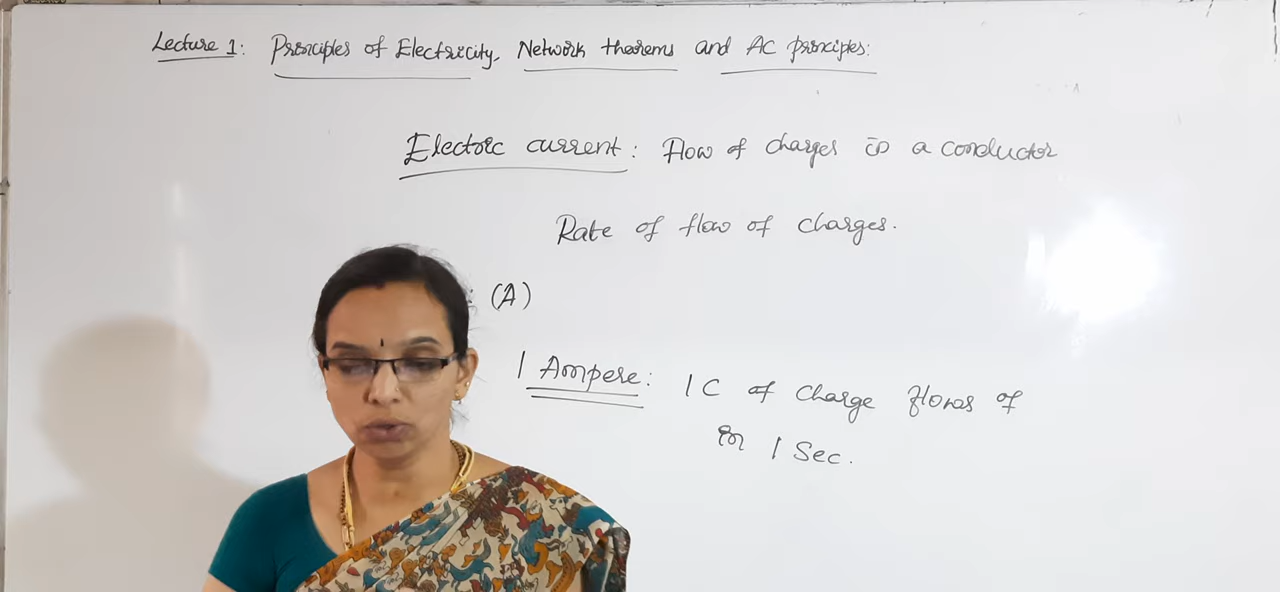 Lecture 1: Principles of Electricity, Network theorems and AC principles:
Electric current: Flow of charges in a conductor
Rate of flow of charges.
: (A)
1 Ampere: 1 C of charge flows of
in 1 Sec.